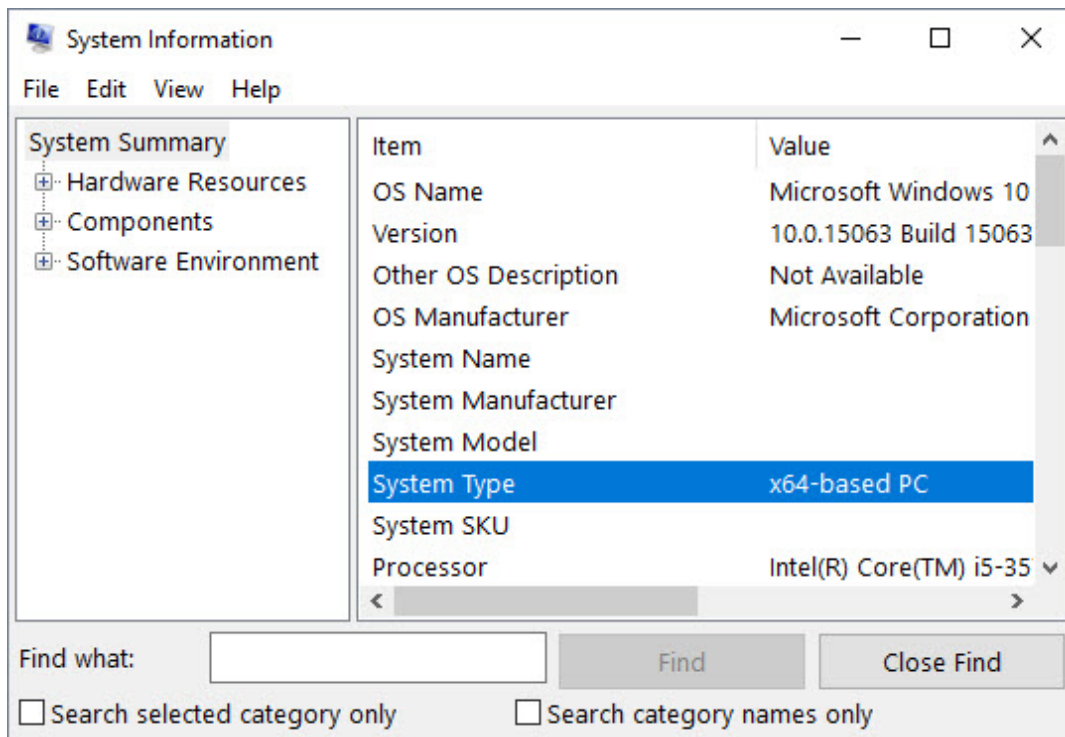 System Information
File Edit View Help
System Summary
Hardware Resources
Components
Software Environment
Item Value
OS Name Microsoft Windows 10
Version 10.0.15063 Build 15063
Other OS Description Not Available
OS Manufacturer Microsoft Corporation
System Name
System Manufacturer
System Model
System Type x64-based PC
System SKU
Processor Intel(R) Core(TM) i5-35
Find what: Find Close Find
Search selected category only Search category names only